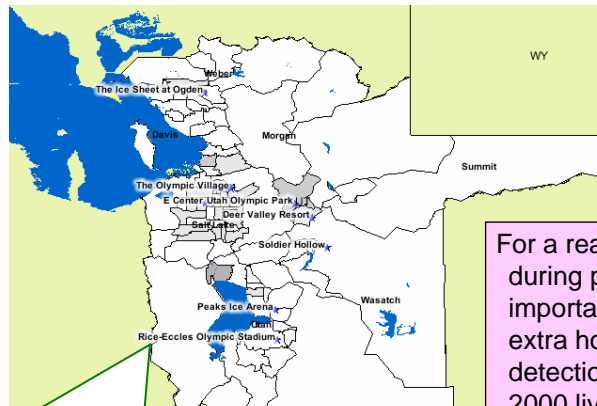 WY
Weber
The Ice Sheet at Ogden
Davis
Morgan
Summit
The Olympic Village
E Center Utah Olympic Park
Deer Valley Resort
Salt Lake
Soldier Hollow
Peaks Ice Arena
Wasatch
Utah
Rice-Eccles Olympic Stadium
For a rea
during p
importa
extra ho
detectio
2000 liv